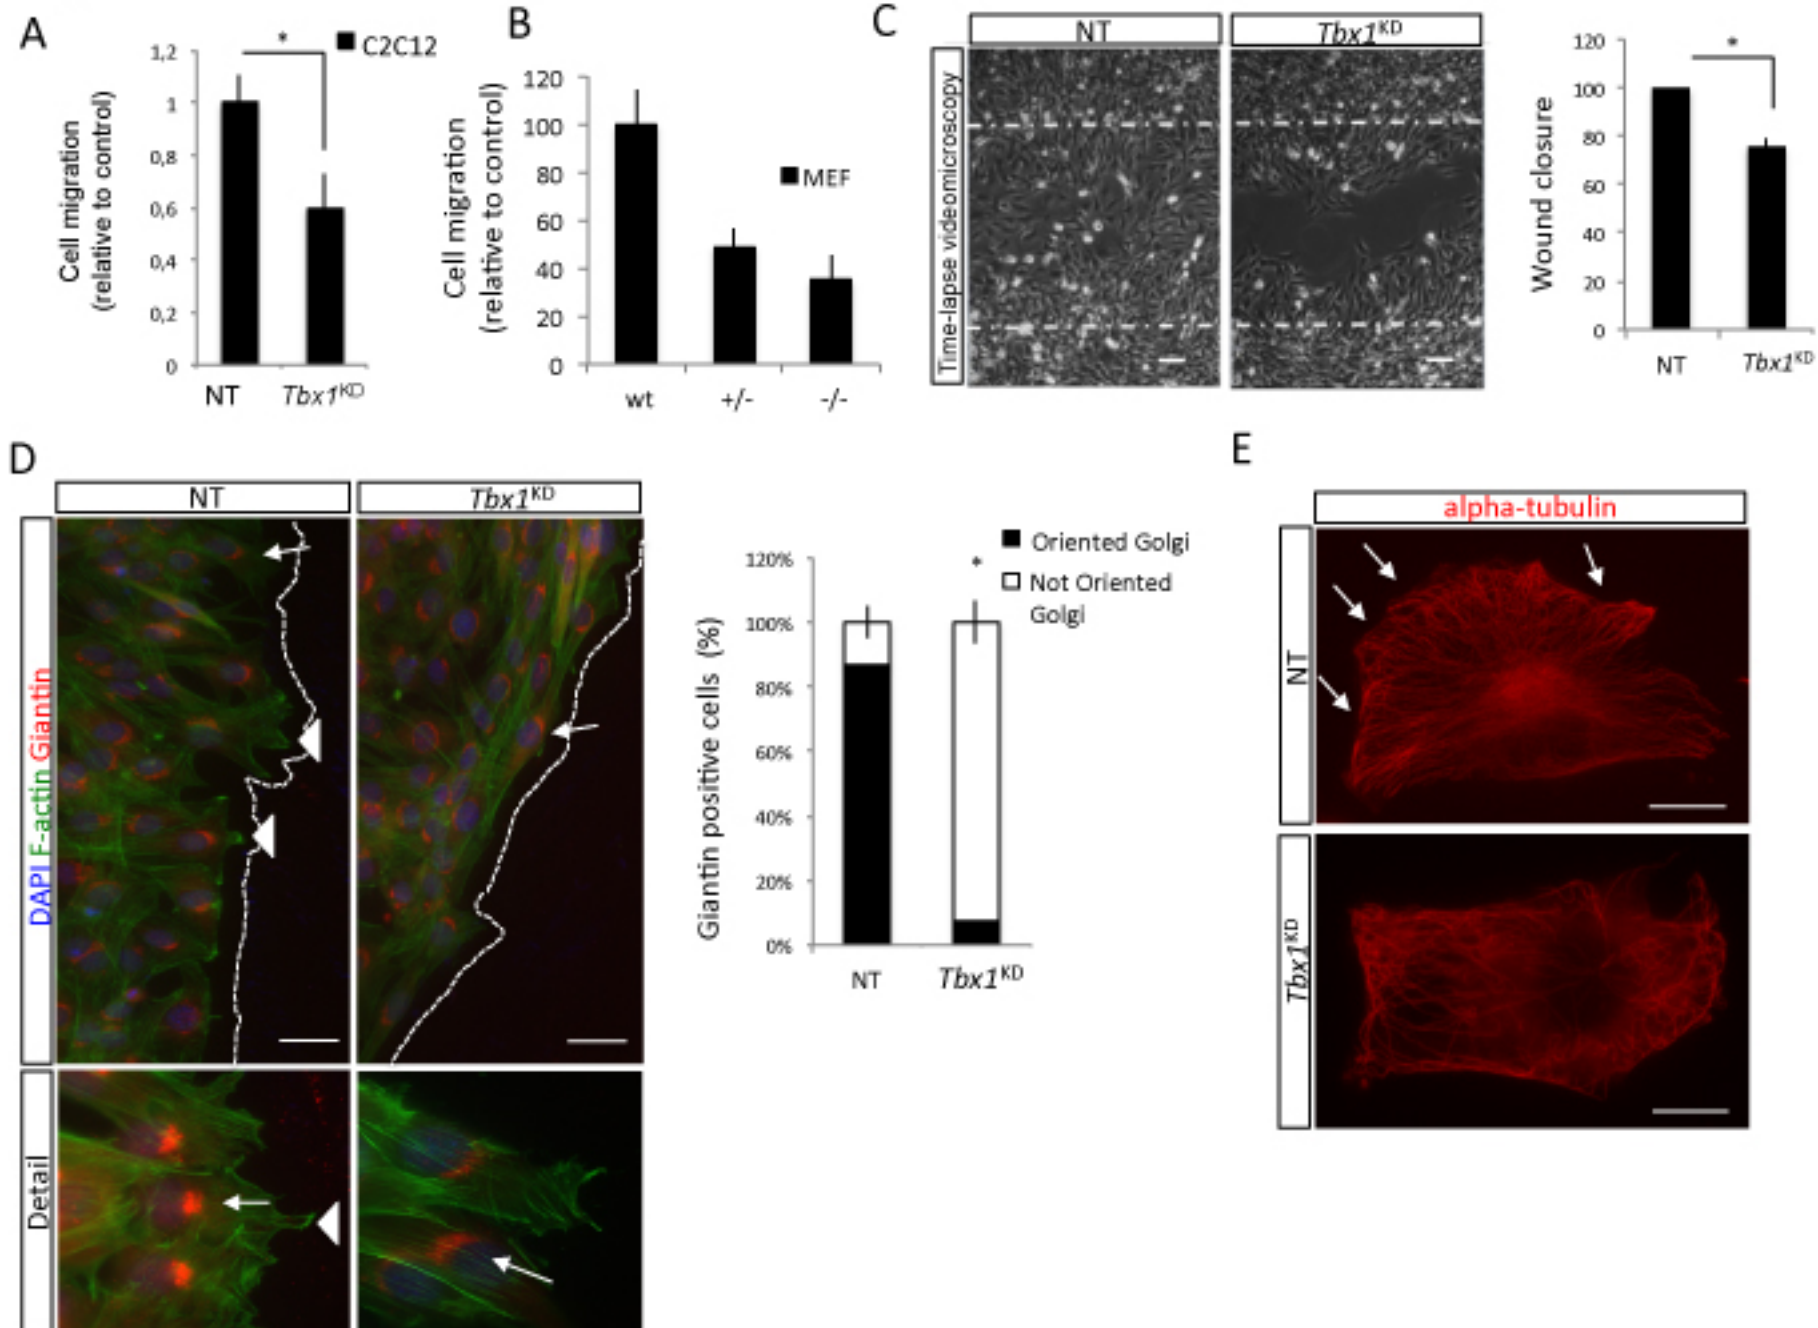 A
1,2
1
0,8
0,6
0,4
0,2
0
Cell migration
(relative to control)
*
C2C12
NT
Tbx1KD
B
120
100
80
60
40
20
0
Cell migration
(relative to control)
MEF
wt
+/-
-/-
C
NT
Tbx1KD
Time-lapse videomicroscopy
120
100
80
60
40
20
0
Wound closure
*
NT
Tbx1KD
D
NT
Tbx1KD
DAPI F-actin Giantin
Detail
120%
100%
80%
60%
40%
20%
0%
Giantin positive cells (%)
*
Oriented Golgi
Not Oriented
Golgi
NT
Tbx1KD
E
alpha-tubulin
NT
Tbx1KD